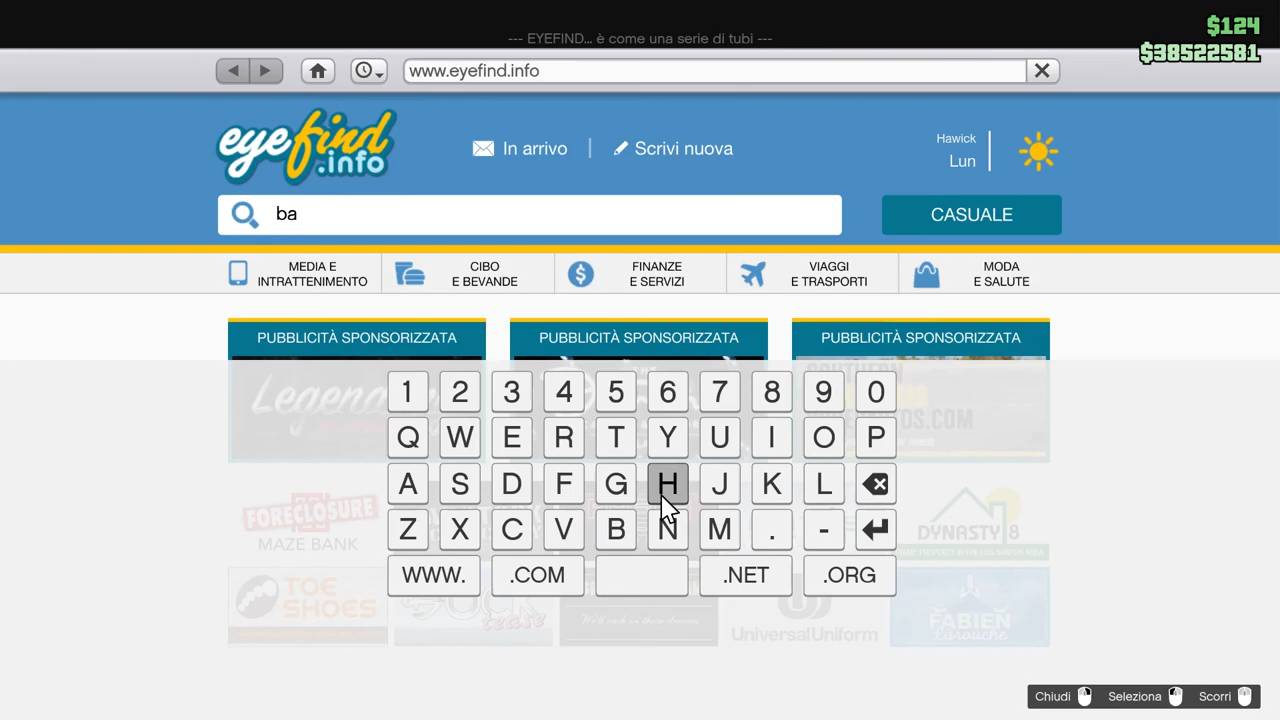 $124
--- EYEFIND... è come una serie di tubi ---
$38522581
www.eyefind.info
eyefind
.info
In arrivo
Scrivi nuova
Hawick
Lun
ba
CASUALE
MEDIA E
INTRATTENIMENTO
CIBO
E BEVANDE
FINANZE
E SERVIZI
VIAGGI
E TRASPORTI
MODA
E SALUTE
PUBBLICITÀ SPONSORIZZATA
PUBBLICITÀ SPONSORIZZATA
PUBBLICITÀ SPONSORIZZATA
1 2 3 4 5 6 7 8 9 0
Q W E R T Y U I O P
A S D F G H J K L
Z X C V B N M . -
WWW. .COM .NET .ORG
FORECLOSURE
MAZE BANK
DYNASTY 8
TOE
SHOES
UniversalUniform
FABIEN
Larouche
Chiudi
Seleziona
Scorri